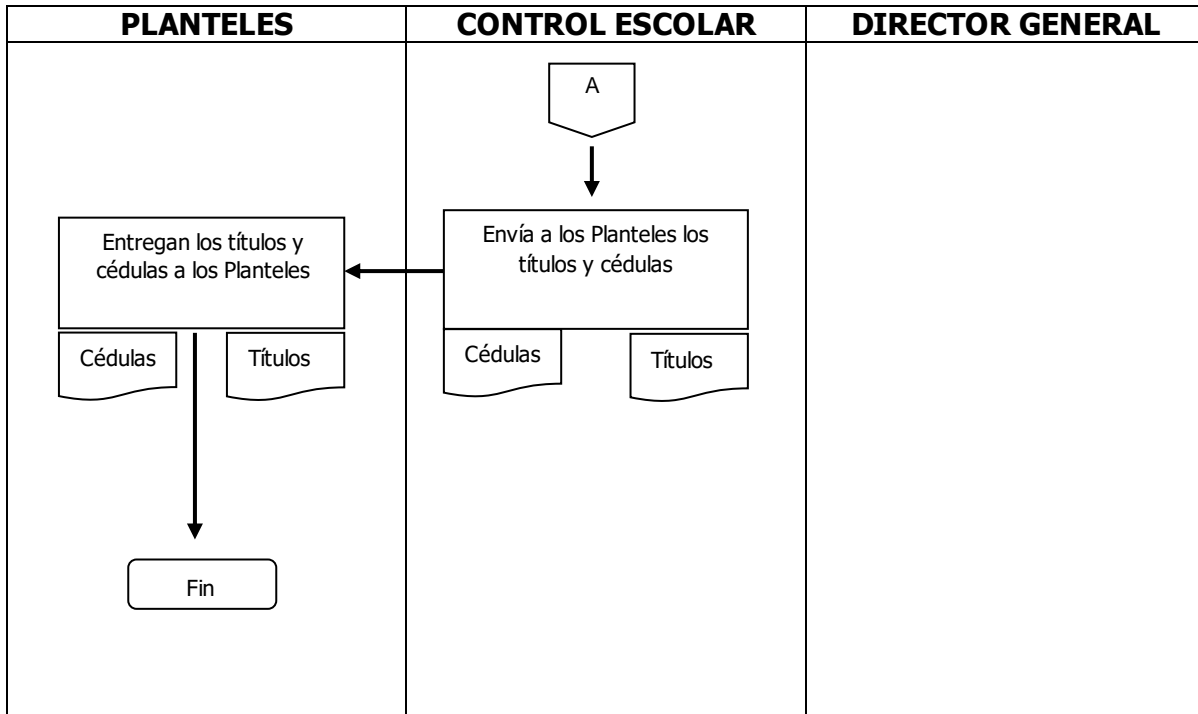 PLANTELES
CONTROL ESCOLAR
DIRECTOR GENERAL
A
Envía a los Planteles los
títulos y cédulas
Cédulas
Títulos
Entregan los títulos y
cédulas a los Planteles
Cédulas
Títulos
Fin